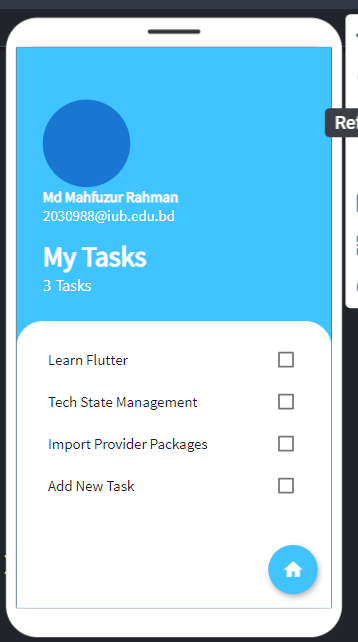 Ref
Md Mahfuzur Rahman
2030988@iub.edu.bd
My Tasks
3 Tasks
Learn Flutter
Tech State Management
Import Provider Packages
Add New Task